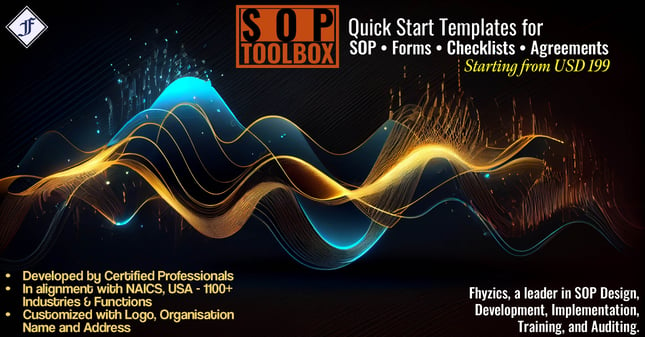 SOP
TOOLBOX
Quick Start Templates for
SOP • Forms • Checklists • Agreements
Starting from USD 199
• Developed by Certified Professionals
• In alignment with NAICS, USA - 1100+
Industries & Functions
• Customized with Logo, Organisation
Name and Address
Fhyzics, a leader in SOP Design,
Development, Implementation,
Training, and Auditing.